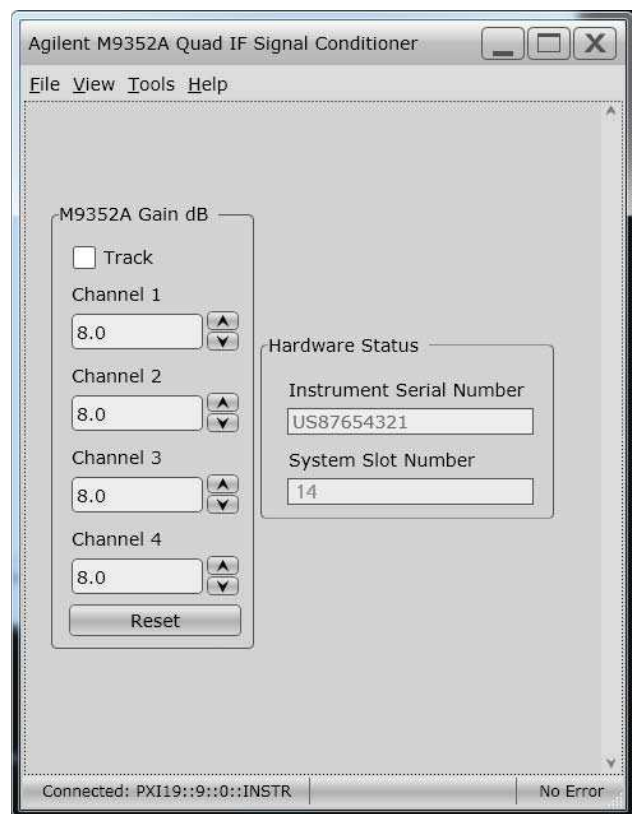 Agilent M9352A Quad IF Signal Conditioner
File View Tools Help
M9352A Gain dB
Track
Channel 1
8.0
Channel 2
8.0
Channel 3
8.0
Channel 4
8.0
Reset
Hardware Status
Instrument Serial Number
US87654321
System Slot Number
14
Connected: PXI19::9::0::INSTR
No Error